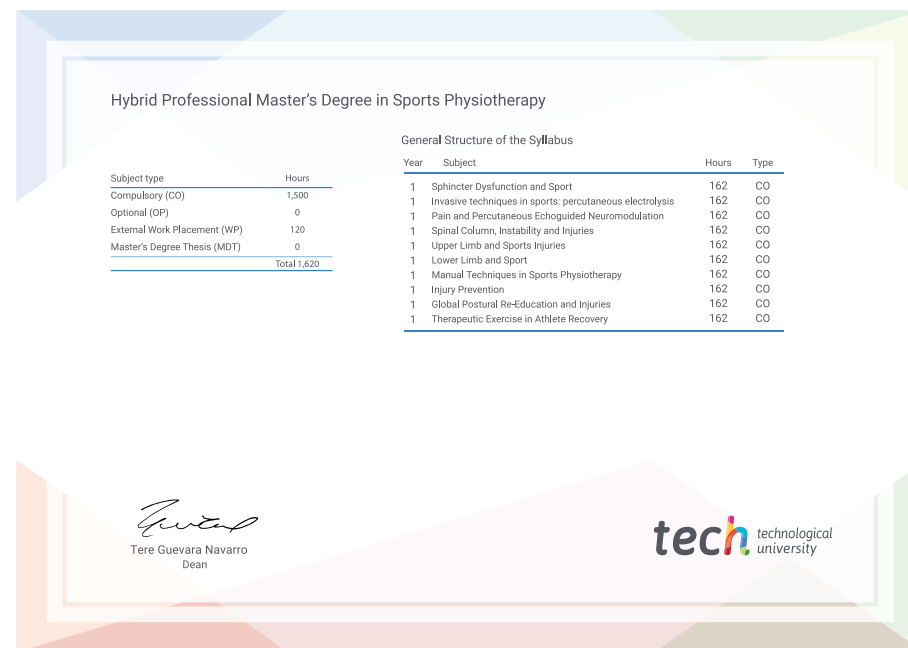 Hybrid Professional Master's Degree in Sports Physiotherapy
General Structure of the Syllabus
Year Subject Hours Type
1 Sphincter Dysfunction and Sport 162 CO
1 Invasive techniques in sports: percutaneous electrolysis 162 CO
1 Pain and Percutaneous Echoguided Neuromodulation 162 CO
1 Spinal Column, Instability and Injuries 162 CO
1 Upper Limb and Sports Injuries 162 CO
1 Lower Limb and Sport 162 CO
1 Manual Techniques in Sports Physiotherapy 162 CO
1 Injury Prevention 162 CO
1 Global Postural Re-Education and Injuries 162 CO
1 Therapeutic Exercise in Athlete Recovery 162 CO
Subject type Hours
Compulsory (CO) 1,500
Optional (OP) 0
External Work Placement (WP) 120
Master's Degree Thesis (MDT) 0
Total 1,620
Tere Guevara Navarro
Dean
tech technological
university